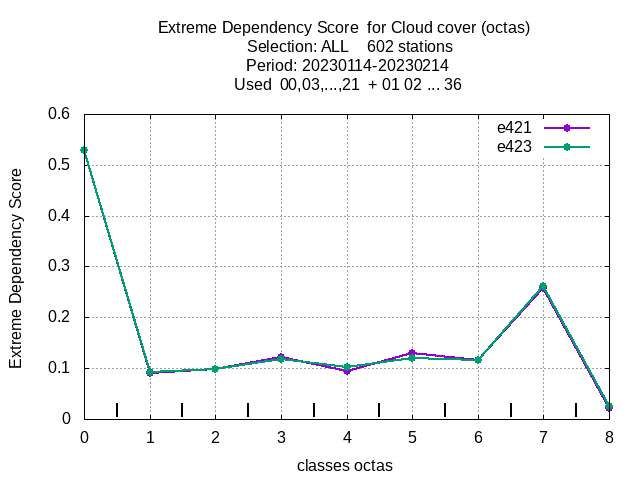 Extreme Dependency Score  for Cloud cover (octas)
Selection: ALL    602 stations
Period: 20230114-20230214
Used  00,03,...,21  + 01 02 ... 36
e421
e423
0.6
0.5
0.4
0.3
0.2
0.1
0
Extreme Dependency Score
0 1 2 3 4 5 6 7 8
classes octas